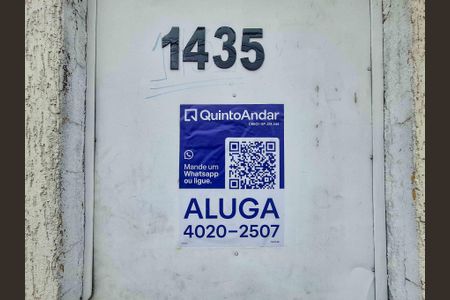 1435
QuintoAndar
Mande um
Whatsapp
ou ligue.
ALUGA
4020-2507